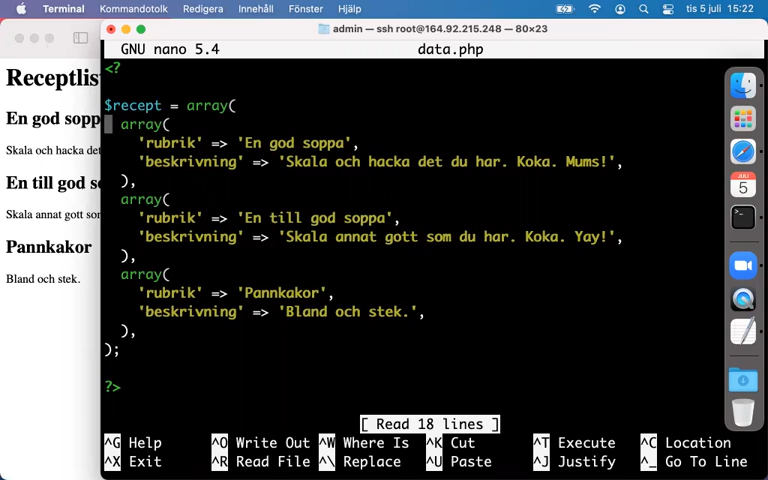 Terminal Kommandotolk Redigera Innehåll Fönster Hjälp tis 5 juli 15:22
admin — ssh root@164.92.215.248 — 80×23
GNU nano 5.4 data.php
<?
$recept = array(
array(
'rubrik' => 'En god soppa',
'beskrivning' => 'Skala och hacka det du har. Koka. Mums!',
),
array(
'rubrik' => 'En till god soppa',
'beskrivning' => 'Skala annat gott som du har. Koka. Yay!',
),
array(
'rubrik' => 'Pannkakor',
'beskrivning' => 'Bland och stek.',
),
);
?>
[ Read 18 lines ]
^G Help ^O Write Out ^W Where Is ^K Cut ^T Execute ^C Location
^X Exit ^R Read File ^\ Replace ^U Paste ^J Justify ^_ Go To Line
Receptlis
En god sopp
Skala och hacka det
En till god so
Skala annat gott som
Pannkakor
Bland och stek.
JULI
5
>_